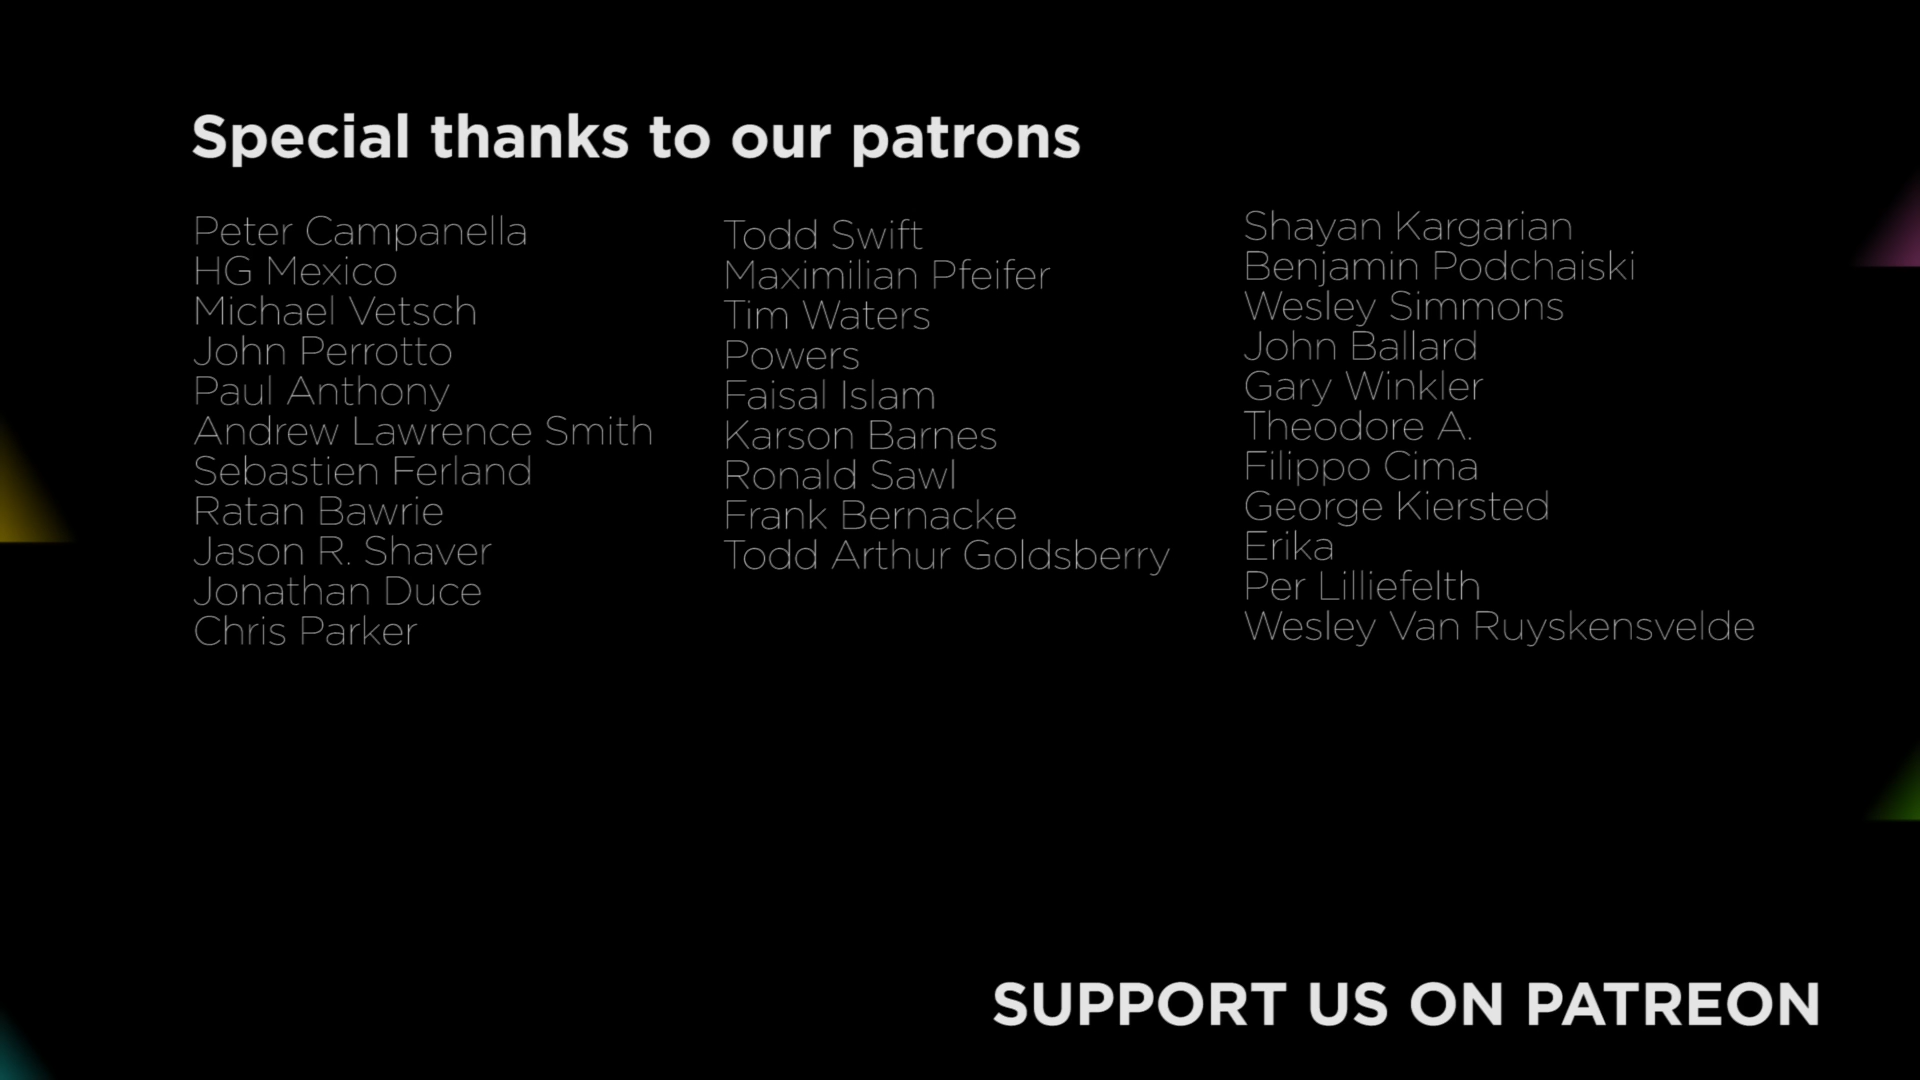 Special thanks to our patrons
Peter Campanella
HG Mexico
Michael Vetsch
John Perrotto
Paul Anthony
Andrew Lawrence Smith
Sebastien Ferland
Ratan Bawrie
Jason R. Shaver
Jonathan Duce
Chris Parker
Todd Swift
Maximilian Pfeifer
Tim Waters
Powers
Faisal Islam
Karson Barnes
Ronald Sawl
Frank Bernacke
Todd Arthur Goldsberry
Shayan Kargarian
Benjamin Podchaiski
Wesley Simmons
John Ballard
Gary Winkler
Theodore A.
Filippo Cima
George Kiersted
Erika
Per Lilliefelth
Wesley Van Ruyskensvelde
SUPPORT US ON PATREON